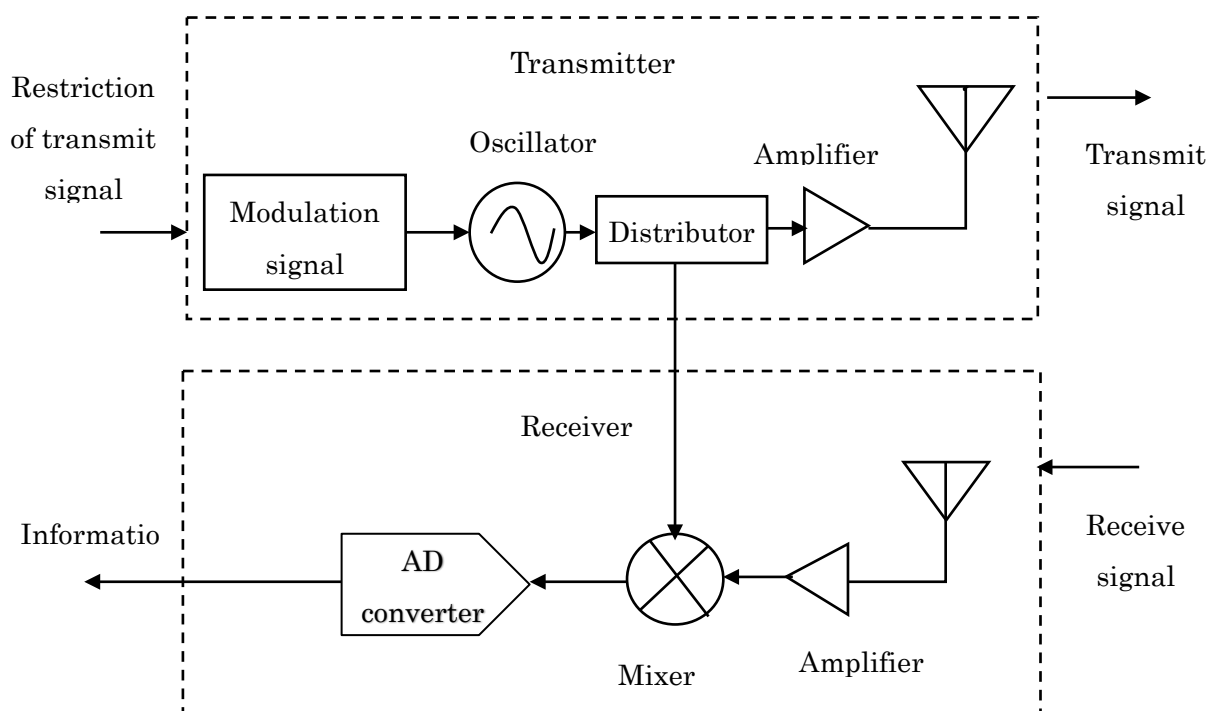 Transmitter
Restriction
of transmit
signal
Oscillator
Amplifier
Transmit
signal
Modulation
signal
Distributor
Receiver
Informatio
AD
converter
Receive
signal
Mixer
Amplifier